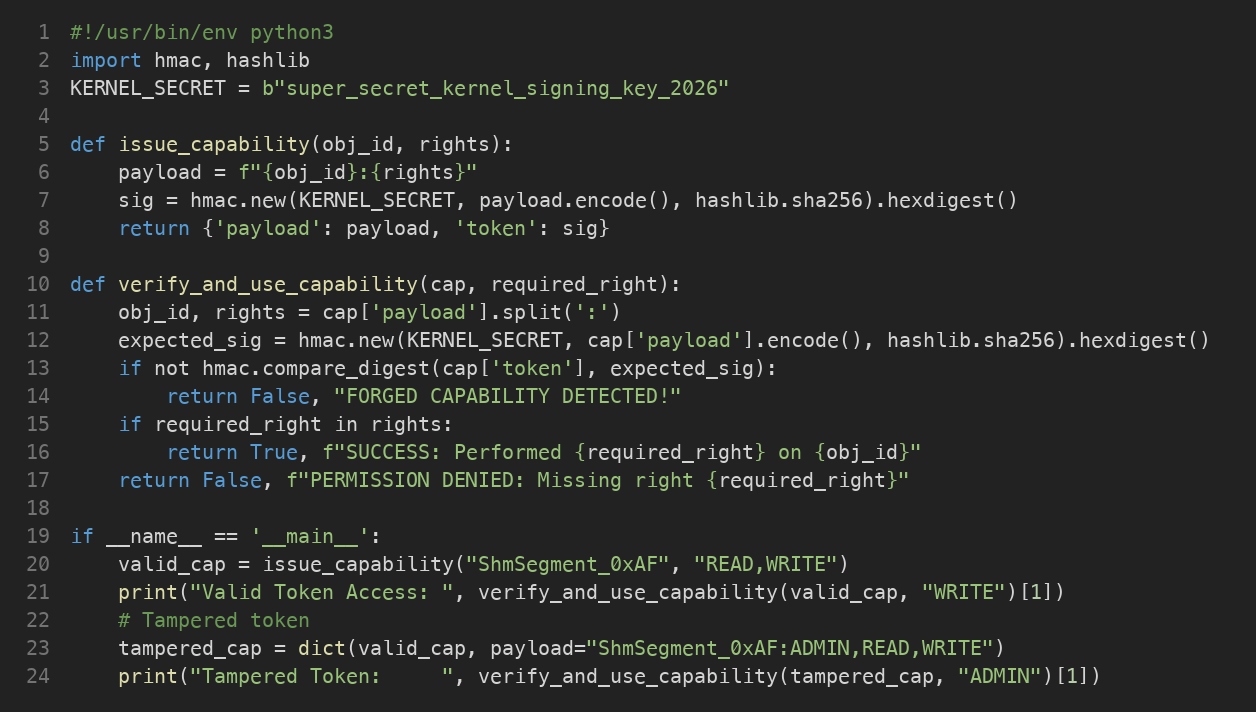 1 #!/usr/bin/env python3
2 import hmac, hashlib
3 KERNEL_SECRET = b"super_secret_kernel_signing_key_2026"
4
5 def issue_capability(obj_id, rights):
6     payload = f"{obj_id}:{rights}"
7     sig = hmac.new(KERNEL_SECRET, payload.encode(), hashlib.sha256).hexdigest()
8     return {'payload': payload, 'token': sig}
9
10 def verify_and_use_capability(cap, required_right):
11     obj_id, rights = cap['payload'].split(':')
12     expected_sig = hmac.new(KERNEL_SECRET, cap['payload'].encode(), hashlib.sha256).hexdigest()
13     if not hmac.compare_digest(cap['token'], expected_sig):
14         return False, "FORGED CAPABILITY DETECTED!"
15     if required_right in rights:
16         return True, f"SUCCESS: Performed {required_right} on {obj_id}"
17     return False, f"PERMISSION DENIED: Missing right {required_right}"
18
19 if __name__ == '__main__':
20     valid_cap = issue_capability("ShmSegment_0xAF", "READ,WRITE")
21     print("Valid Token Access: ", verify_and_use_capability(valid_cap, "WRITE")[1])
22     # Tampered token
23     tampered_cap = dict(valid_cap, payload="ShmSegment_0xAF:ADMIN,READ,WRITE")
24     print("Tampered Token:     ", verify_and_use_capability(tampered_cap, "ADMIN")[1])